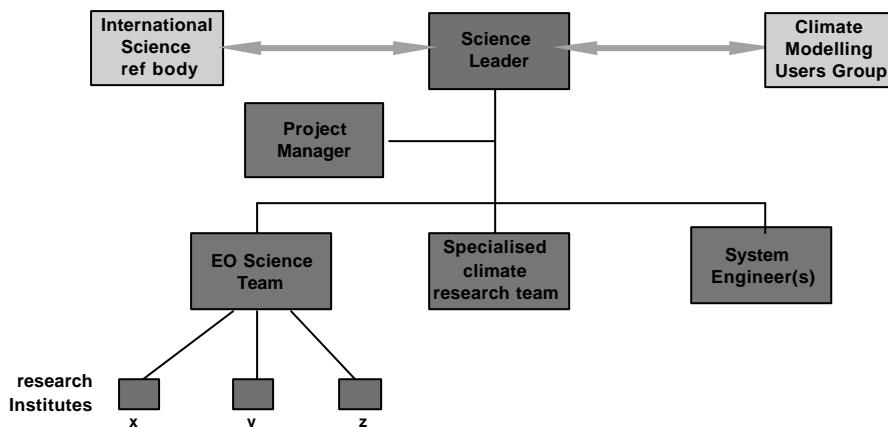 International
Science
ref body
Science
Leader
Climate
Modelling
Users Group
Project
Manager
EO Science
Team
Specialised
climate
research team
System
Engineer(s)
research
Institutes
x
y
z